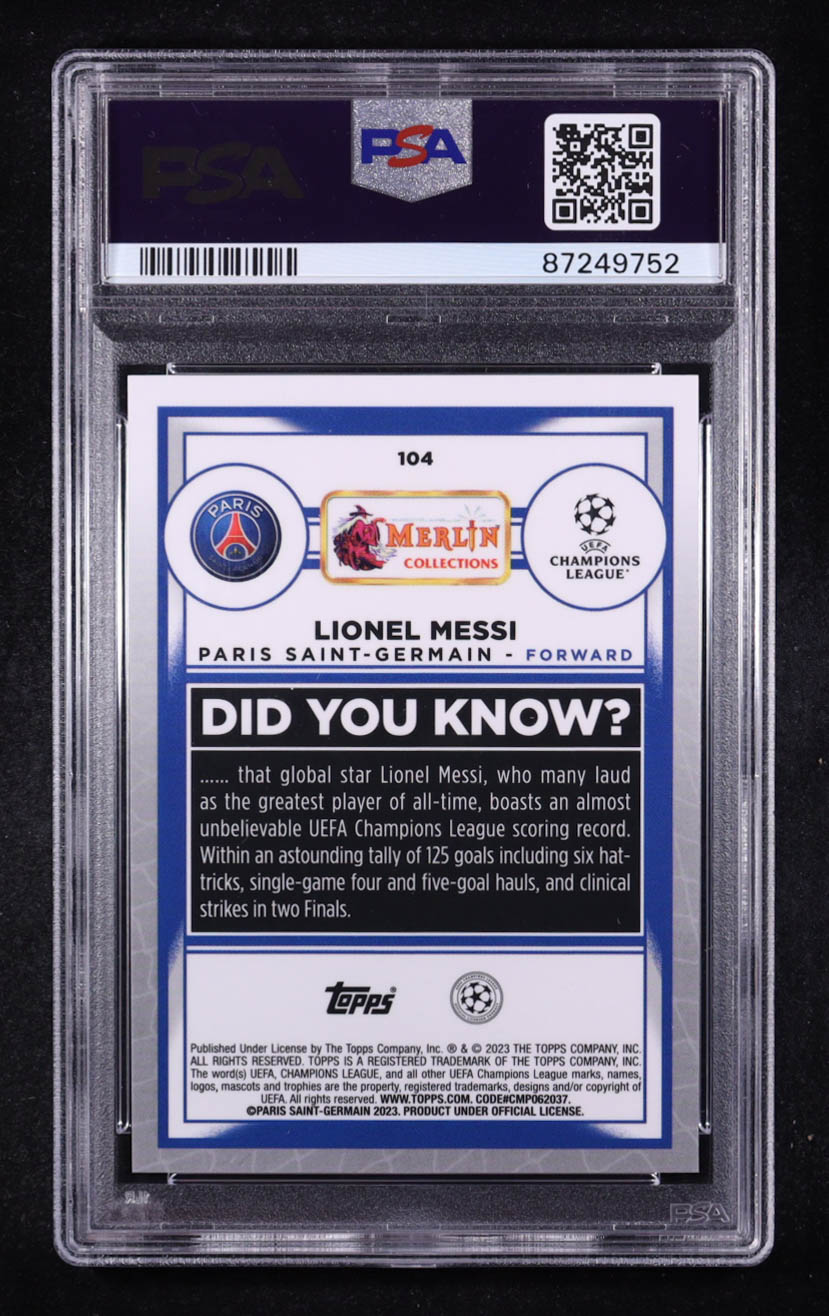 PSA
PSA
87249752
104
PARIS
SAINT-GERMAIN
MERLIN
COLLECTIONS
UEFA
CHAMPIONS
LEAGUE
LIONEL MESSI
PARIS SAINT-GERMAIN - FORWARD
DID YOU KNOW?
...... that global star Lionel Messi, who many laud
as the greatest player of all-time, boasts an almost
unbelievable UEFA Champions League scoring record.
Within an astounding tally of 125 goals including six hat-
tricks, single-game four and five-goal hauls, and clinical
strikes in two Finals.
Topps®
Published Under License by The Topps Company, Inc. ® & © 2023 THE TOPPS COMPANY, INC.
ALL RIGHTS RESERVED. TOPPS IS A REGISTERED TRADEMARK OF THE TOPPS COMPANY, INC.
The word(s) UEFA, CHAMPIONS LEAGUE, and all other UEFA Champions League marks, names,
logos, mascots and trophies are the property, registered trademarks, designs and/or copyright of
UEFA. All rights reserved. WWW.TOPPS.COM. CODE#CMP062037.
©PARIS SAINT-GERMAIN 2023. PRODUCT UNDER OFFICIAL LICENSE.
PSA